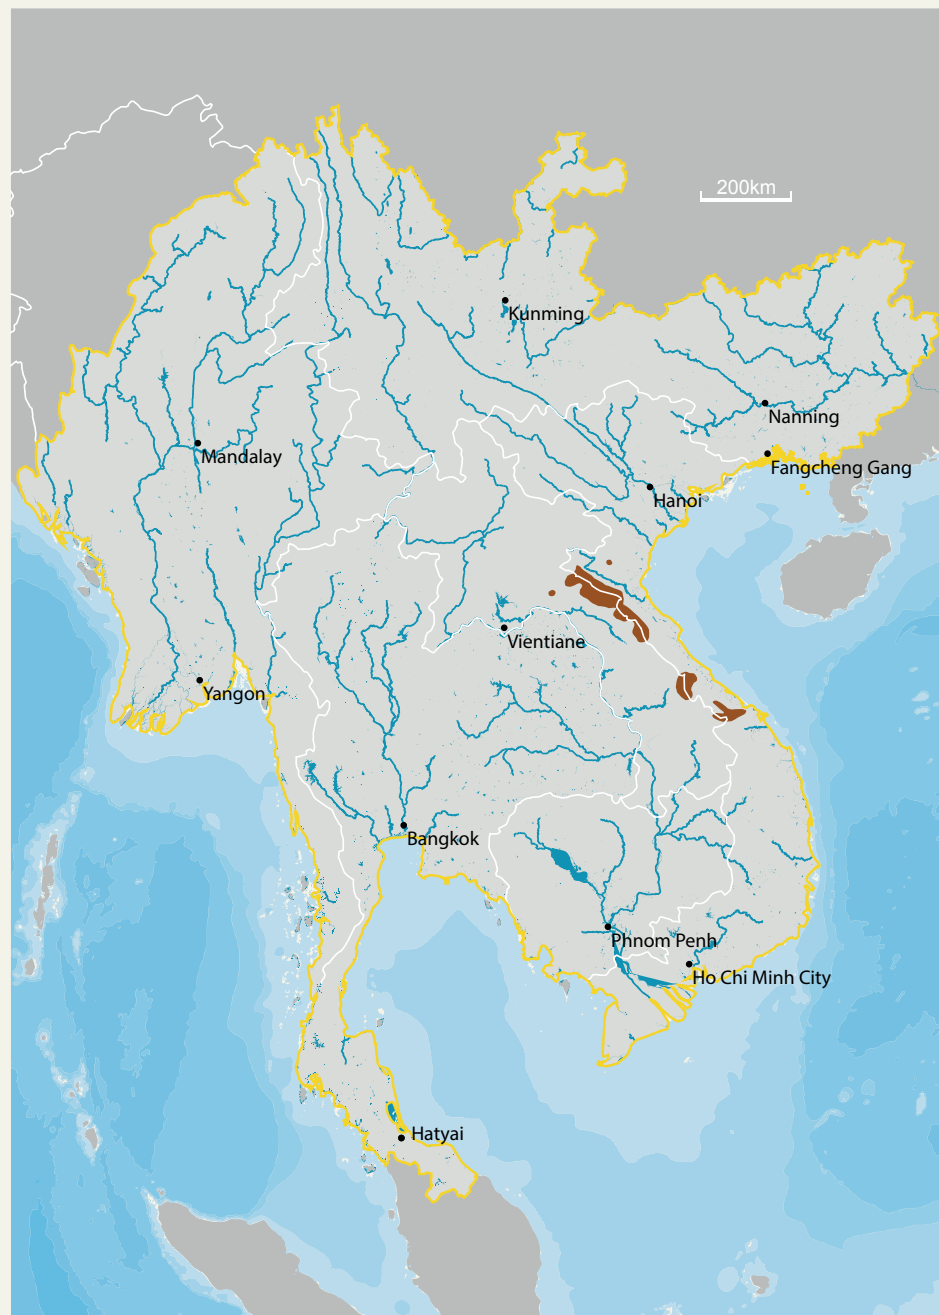 200km
Kunming
Nanning
Mandalay
Fangcheng Gang
Hanoi
Vientiane
Yangon
Bangkok
Phnom Penh
Ho Chi Minh City
Hatyai